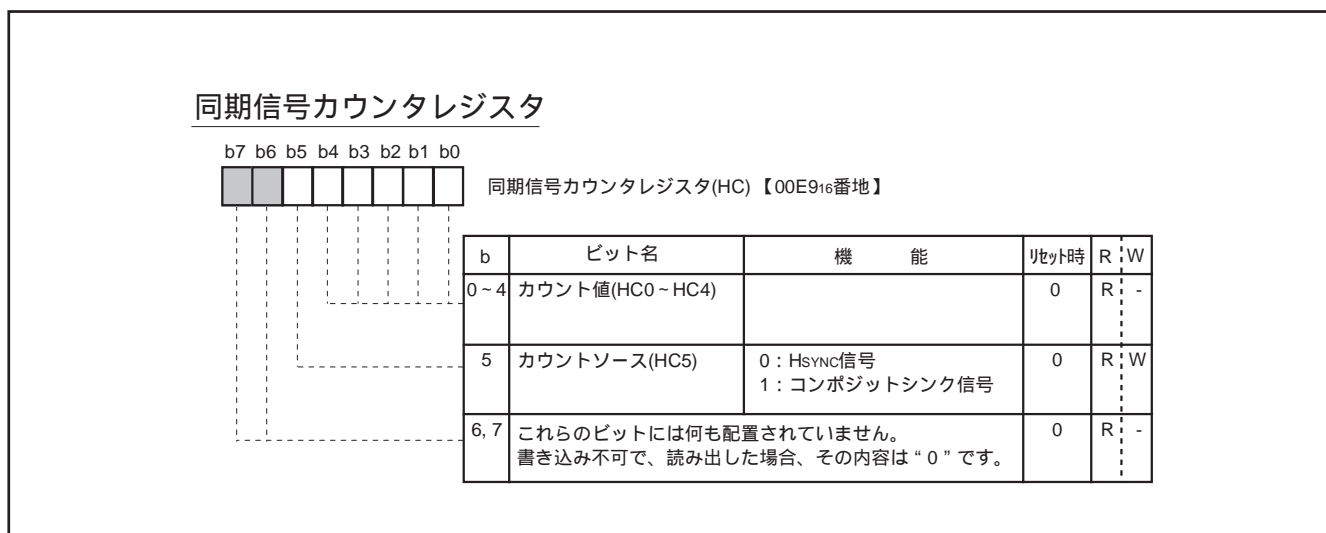 同期信号カウンタレジスタ
b7 b6 b5 b4 b3 b2 b1 b0
同期信号カウンタレジスタ(HC)【00E916番地】
b ビット名 機 能 リセット時 R W
0~4 カウント値(HC0~HC4) 0 R -
5 カウントソース(HC5) 0:HSYNC信号 0 R W
1:コンポジットシンク信号
6, 7 これらのビットには何も配置されていません。 0 R -
書き込み不可で、読み出した場合、その内容は“0”です。